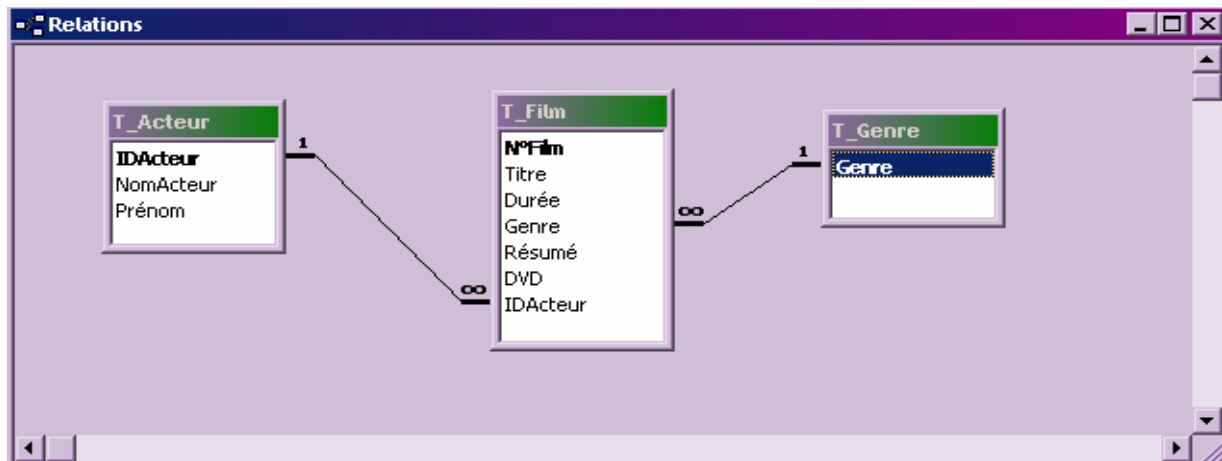 Relations
T_Acteur
IDActeur
NomActeur
Prénom
1
∞
T_Film
N°Film
Titre
Durée
Genre
Résumé
DVD
IDActeur
∞
1
T_Genre
Genre